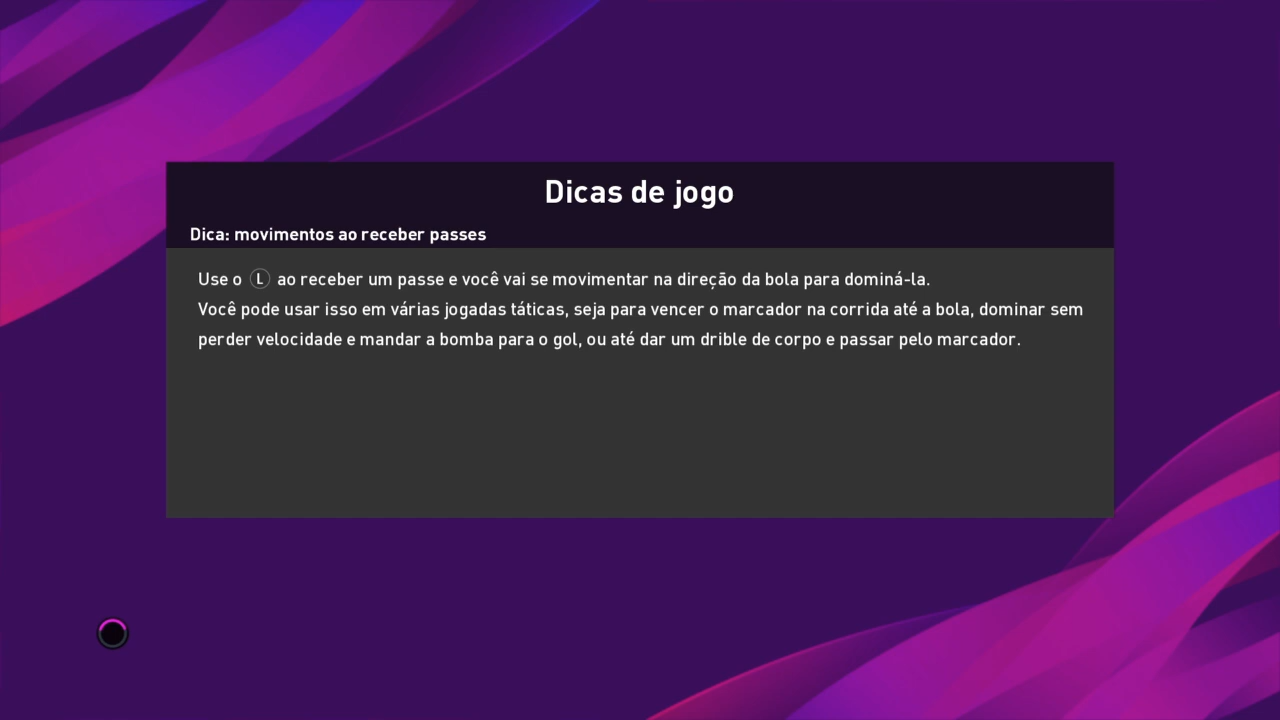 Dicas de jogo
Dica: movimentos ao receber passes
Use o L ao receber um passe e você vai se movimentar na direção da bola para dominá-la.
Você pode usar isso em várias jogadas táticas, seja para vencer o marcador na corrida até a bola, dominar sem
perder velocidade e mandar a bomba para o gol, ou até dar um drible de corpo e passar pelo marcador.